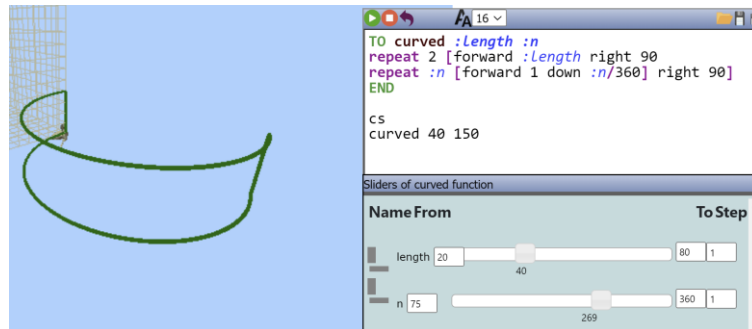 16
TO curved :length :n
repeat 2 [forward :length right 90
repeat :n [forward 1 down :n/360] right 90]
END
cs
curved 40 150
Sliders of curved function
Name From To Step
length 20 80 1
40
n 75 360 1
269